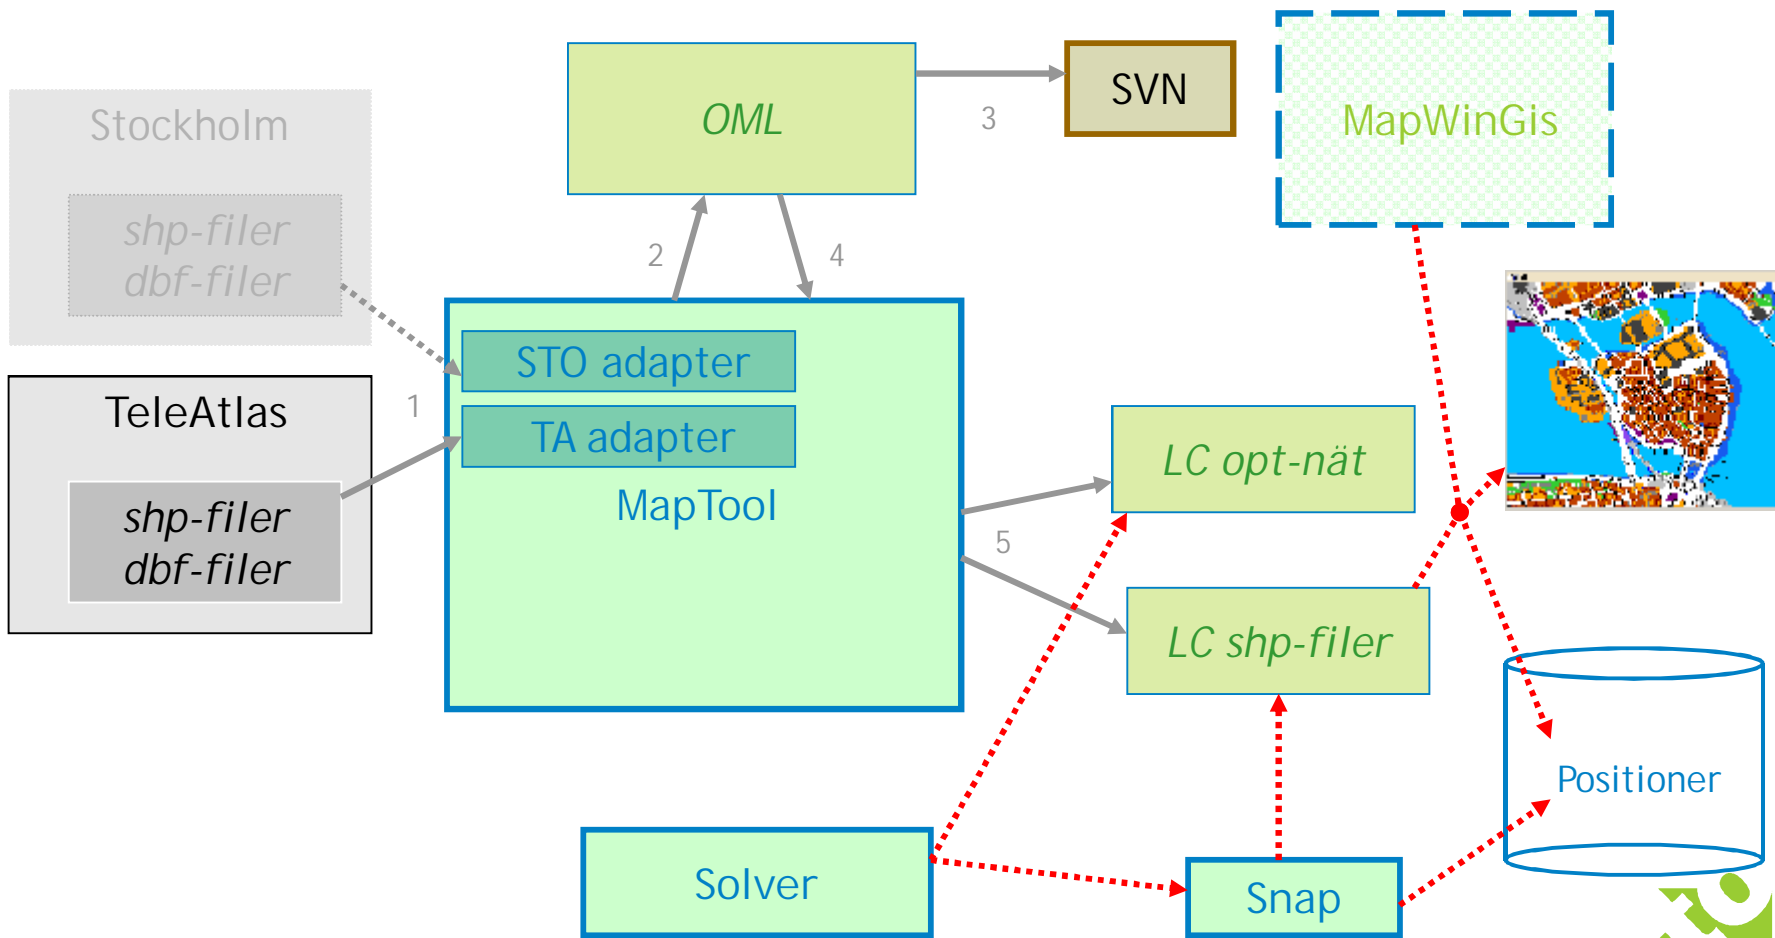 Stockholm
shp-filer
dbf-filer
TeleAtlas
shp-filer
dbf-filer
1
OML
2
4
3
SVN
MapWinGis
STO adapter
TA adapter
MapTool
5
LC opt-nät
LC shp-filer
Positioner
Solver
Snap